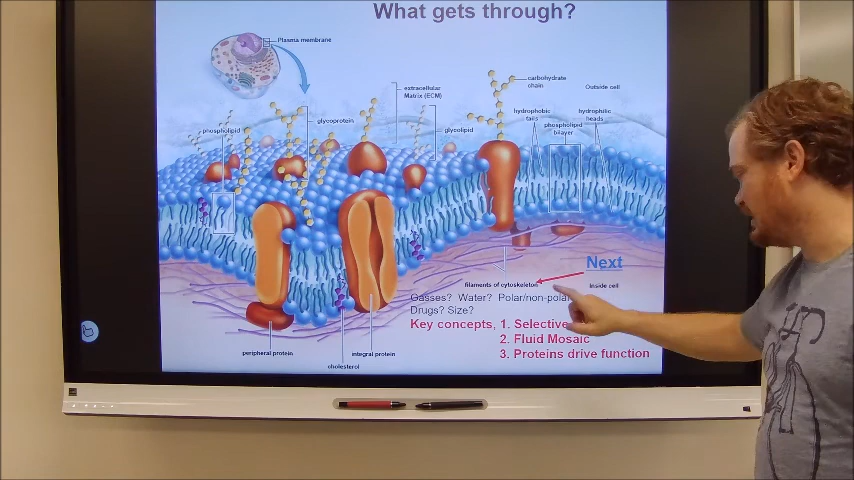 What gets through?
Plasma membrane
carbohydrate
chain
Outside cell
extracellular
Matrix (ECM)
hydrophobic
tails
hydrophilic
heads
phospholipid
glycoprotein
glycolipid
phospholipid
bilayer
Next
filaments of cytoskeleton
Inside cell
Gasses? Water? Polar/non-polar
Drugs? Size?
Key concepts, 1. Selective
2. Fluid Mosaic
3. Proteins drive function
peripheral protein
integral protein
cholesterol